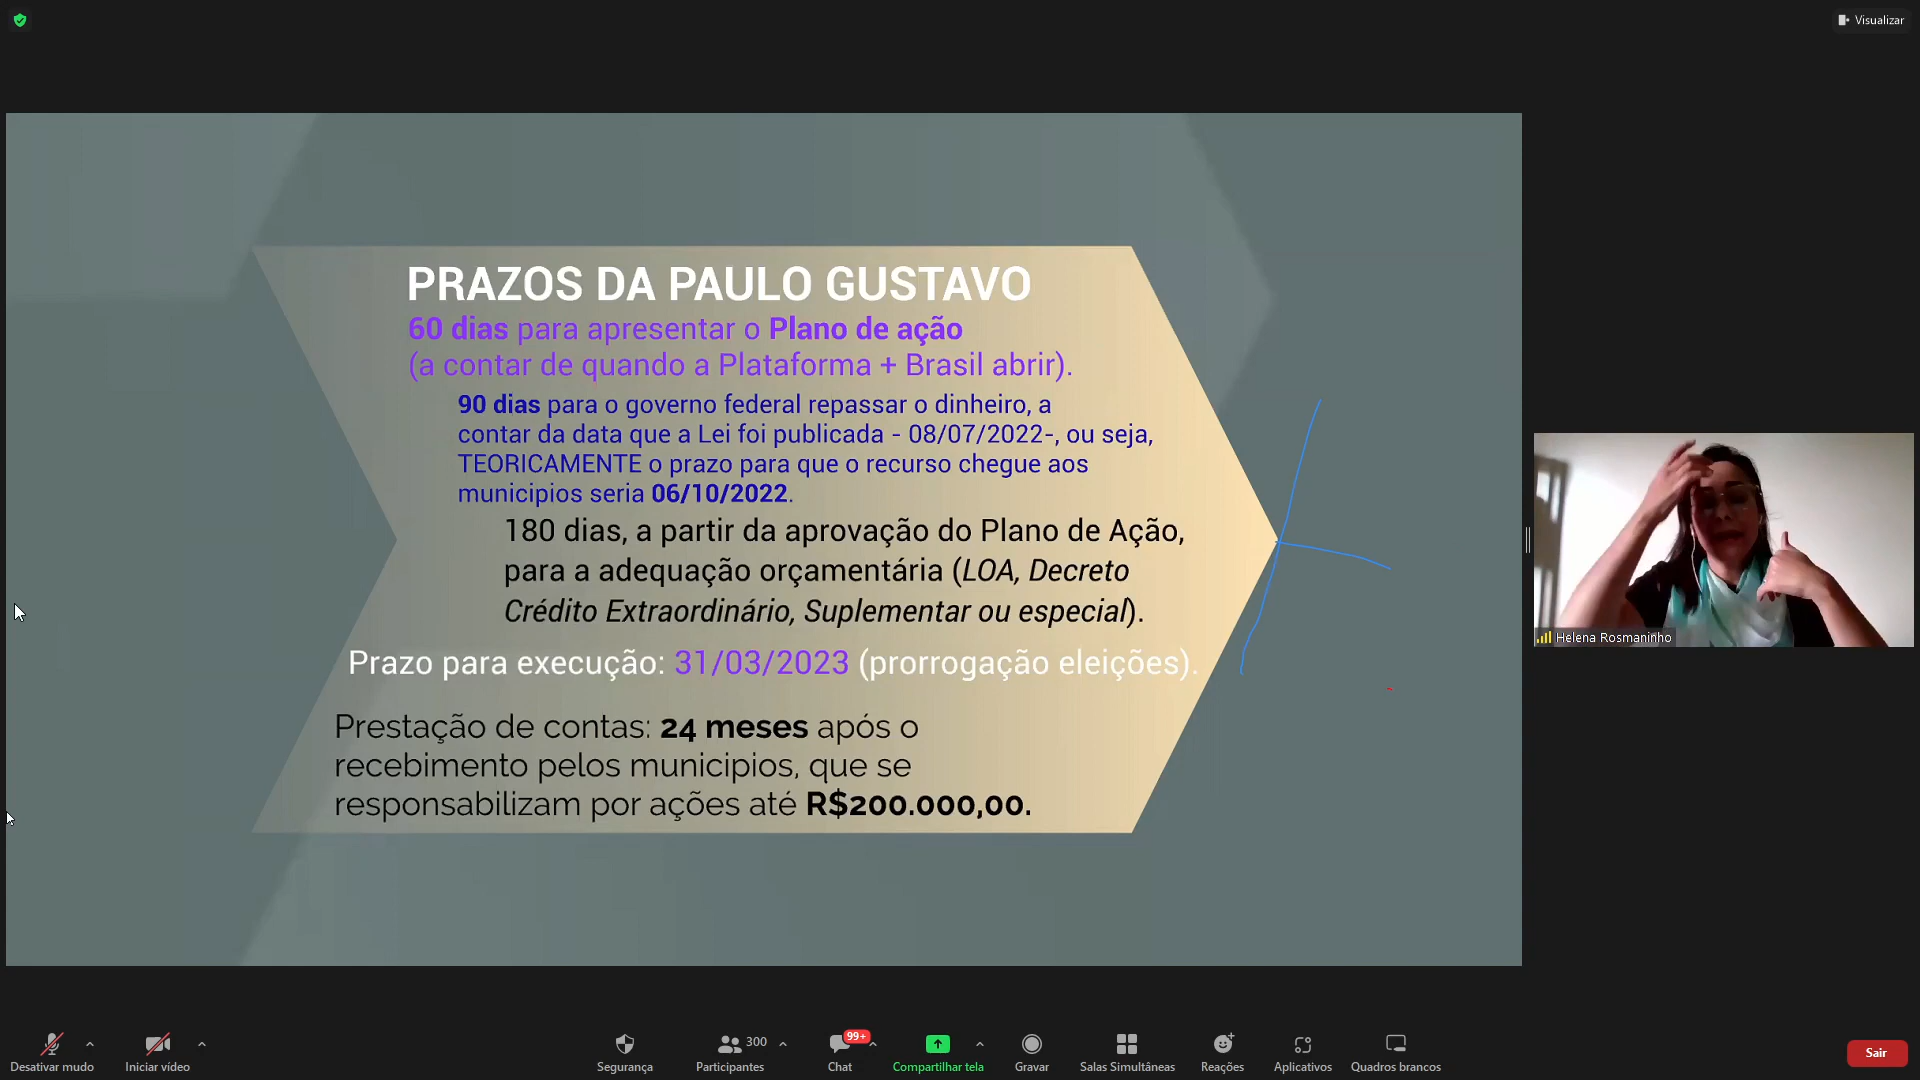 Visualizar
PRAZOS DA PAULO GUSTAVO
60 dias para apresentar o Plano de ação
(a contar de quando a Plataforma + Brasil abrir).
90 dias para o governo federal repassar o dinheiro, a
contar da data que a Lei foi publicada - 08/07/2022-, ou seja,
TEORICAMENTE o prazo para que o recurso chegue aos
municipios seria 06/10/2022.
180 dias, a partir da aprovação do Plano de Ação,
para a adequação orçamentária (LOA, Decreto
Crédito Extraordinário, Suplementar ou especial).
Prazo para execução: 31/03/2023 (prorrogação eleições).
Prestação de contas: 24 meses após o
recebimento pelos municipios, que se
responsabilizam por ações até R$200.000,00.
Helena Rosmaninho
Desativar mudo
Iniciar vídeo
Segurança
300
Participantes
99+
Chat
Compartilhar tela
Gravar
Salas Simultâneas
Reações
Aplicativos
Quadros brancos
Sair